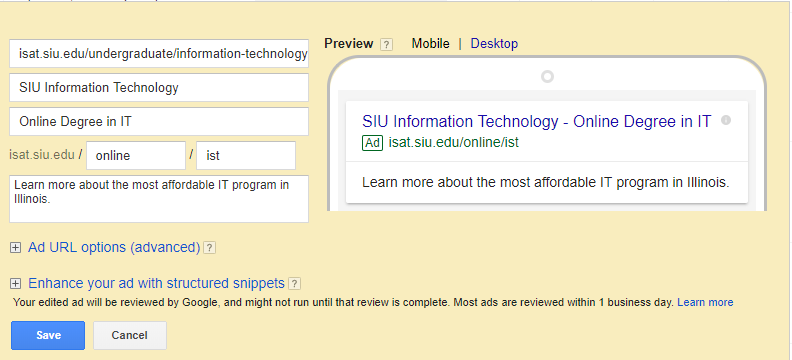 isat.siu.edu/undergraduate/information-technology
SIU Information Technology
Online Degree in IT
isat.siu.edu / online / ist
Learn more about the most affordable IT program in
Illinois.
Preview ? Mobile | Desktop
SIU Information Technology - Online Degree in IT
Ad isat.siu.edu/online/ist
Learn more about the most affordable IT program in Illinois.
Ad URL options (advanced) ?
Enhance your ad with structured snippets ?
Your edited ad will be reviewed by Google, and might not run until that review is complete. Most ads are reviewed within 1 business day. Learn more
Save Cancel